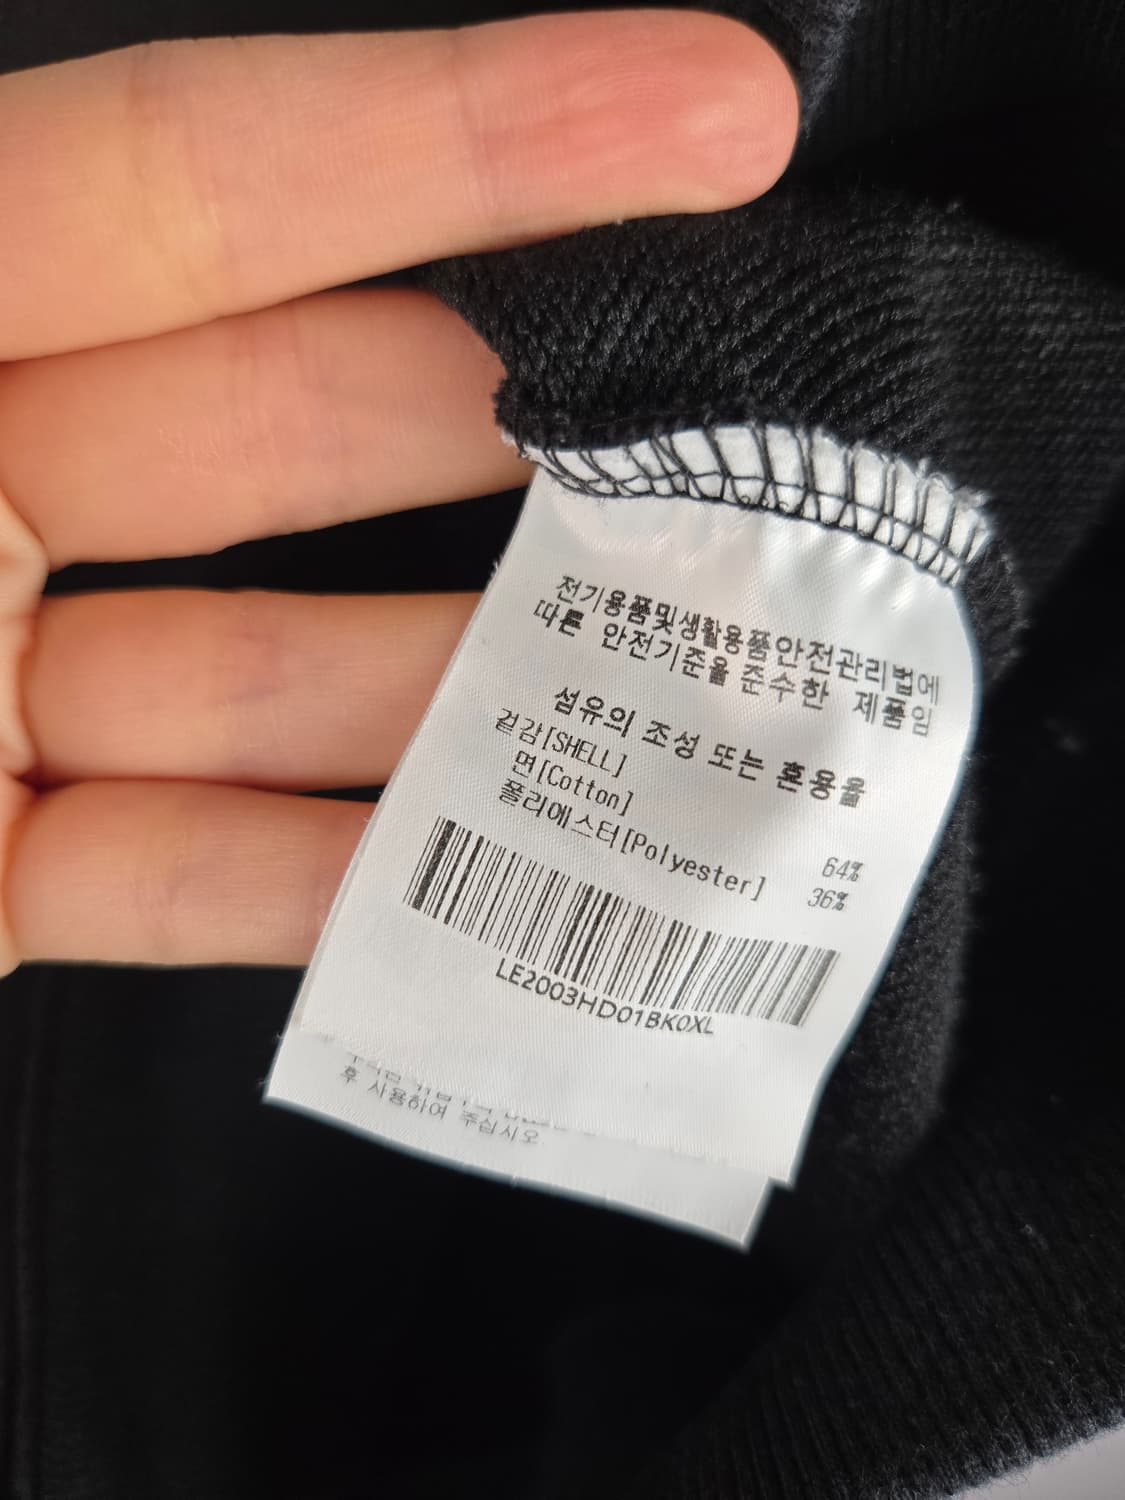 전기용품및생활용품안전관리법에
따른 안전기준을 준수한 제품임
섬유의 조성 또는 혼용율
겉감[SHELL]
면[Cotton] 64%
폴리에스터[Polyester] 36%
LE2003HD01BK0XL
후 사용하여 주십시오